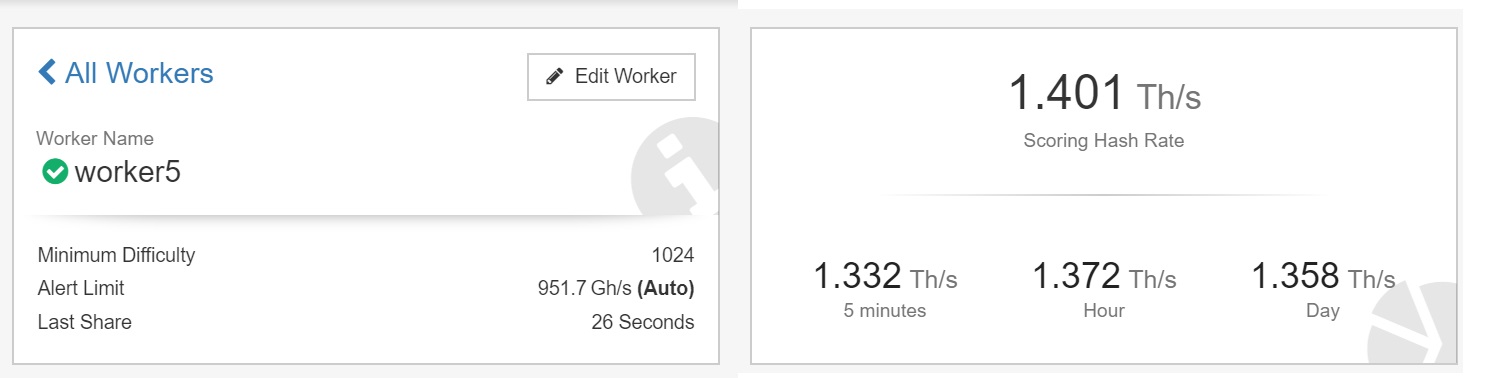 All Workers
Edit Worker
Worker Name
worker5
Minimum Difficulty 1024
Alert Limit 951.7 Gh/s (Auto)
Last Share 26 Seconds
1.401 Th/s
Scoring Hash Rate
1.332 Th/s 1.372 Th/s 1.358 Th/s
5 minutes Hour Day